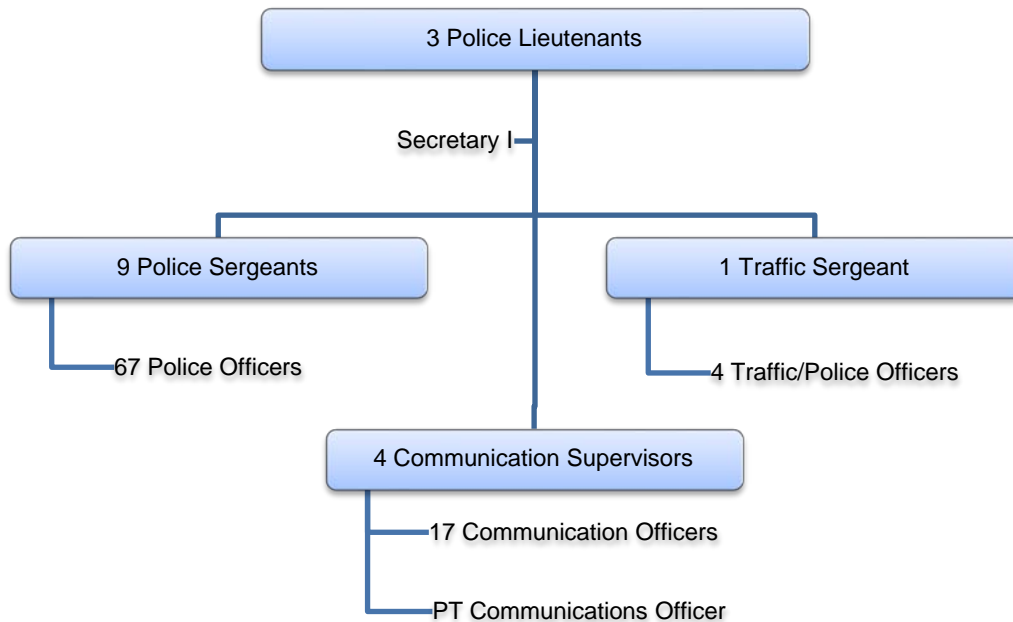 3 Police Lieutenants
Secretary I
9 Police Sergeants
1 Traffic Sergeant
67 Police Officers
4 Traffic/Police Officers
4 Communication Supervisors
17 Communication Officers
PT Communications Officer